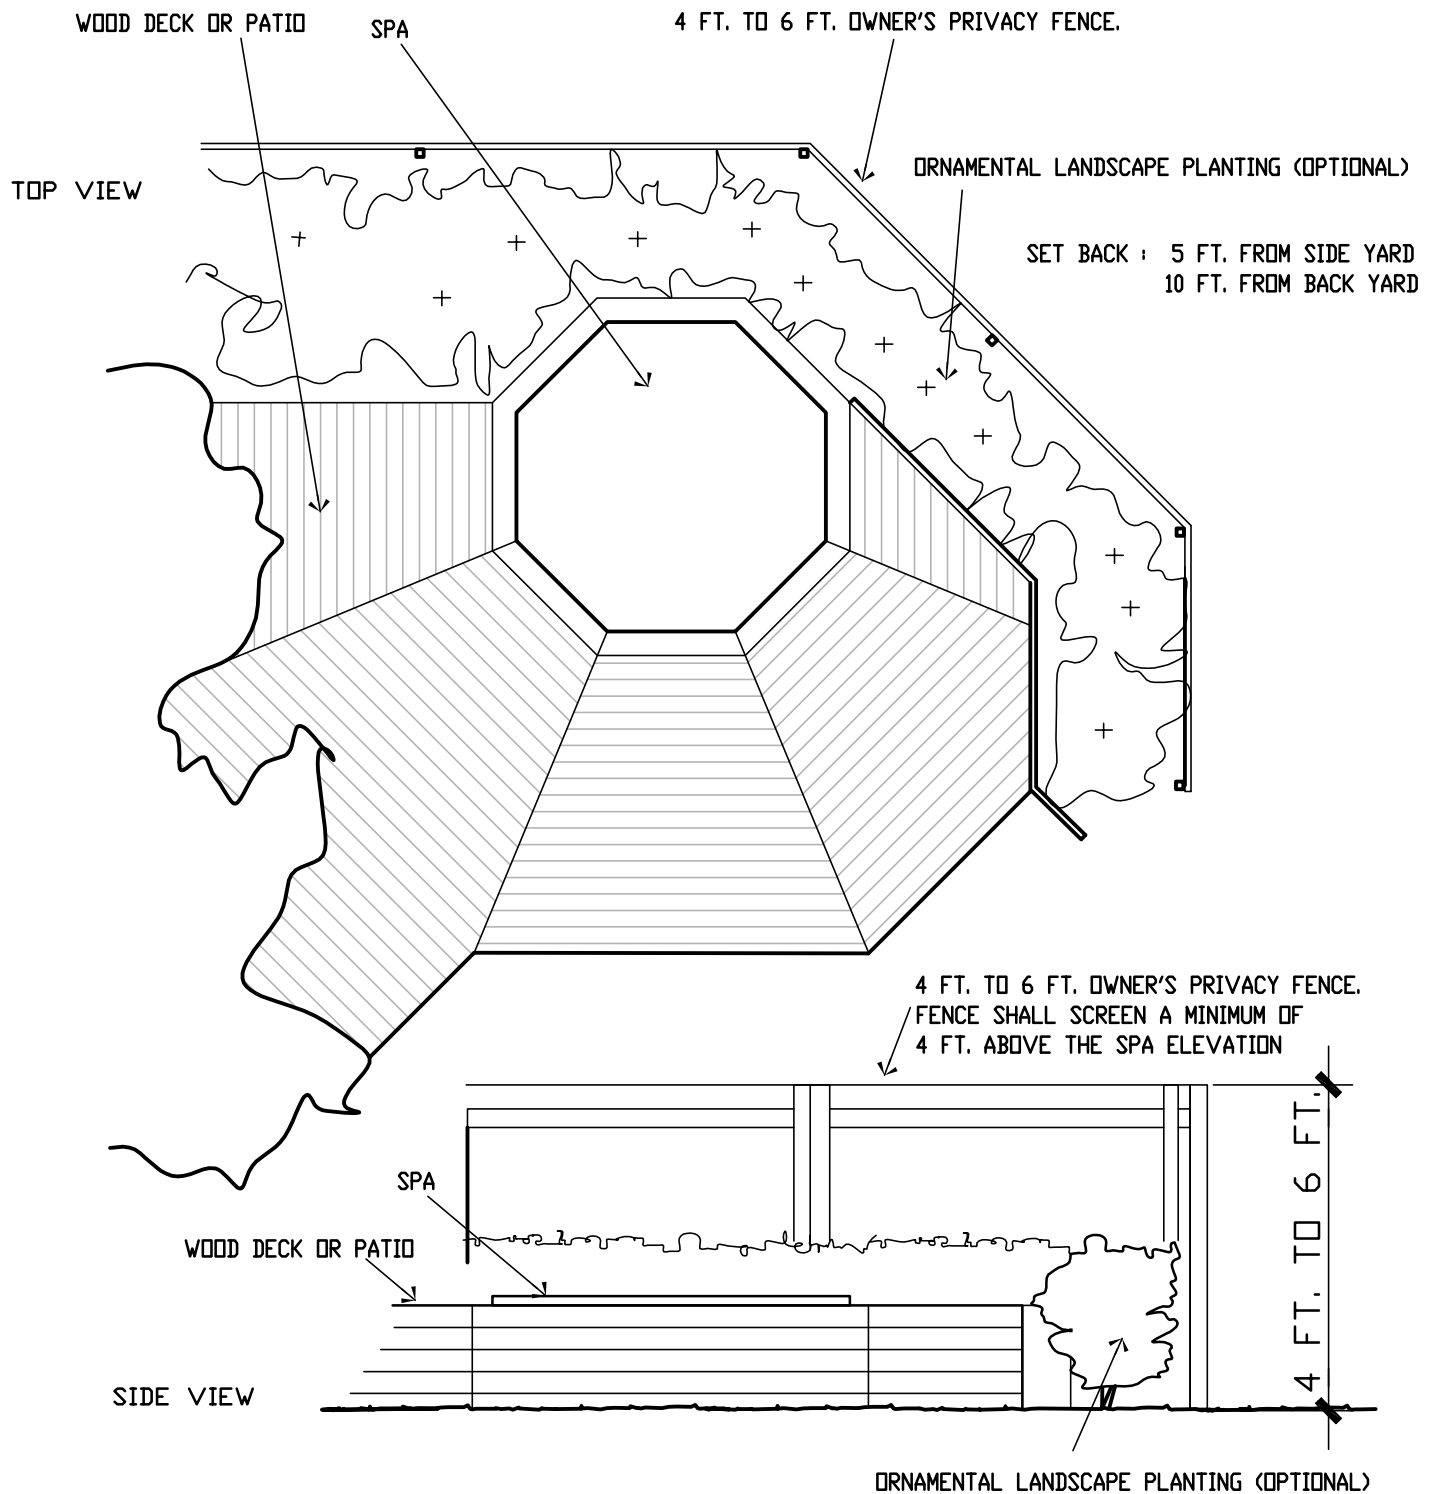 WOOD DECK OR PATIO
SPA
4 FT. TO 6 FT. OWNER'S PRIVACY FENCE.
ORNAMENTAL LANDSCAPE PLANTING (OPTIONAL)
TOP VIEW
SET BACK : 5 FT. FROM SIDE YARD
10 FT. FROM BACK YARD
4 FT. TO 6 FT. OWNER'S PRIVACY FENCE.
FENCE SHALL SCREEN A MINIMUM OF
4 FT. ABOVE THE SPA ELEVATION
4 FT. TO 6 FT.
SPA
WOOD DECK OR PATIO
SIDE VIEW
ORNAMENTAL LANDSCAPE PLANTING (OPTIONAL)